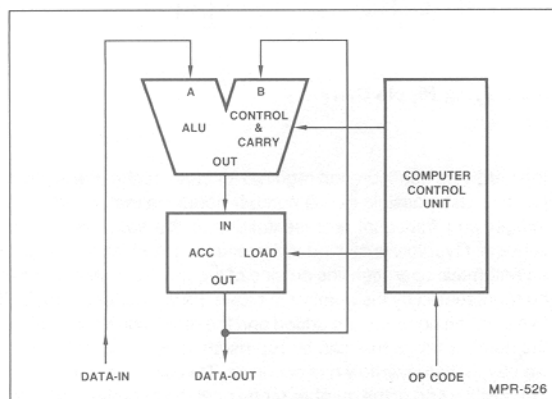 A
B
ALU
CONTROL
&
CARRY
OUT
IN
ACC
LOAD
OUT
COMPUTER
CONTROL
UNIT
DATA-IN
DATA-OUT
OP CODE
MPR-526